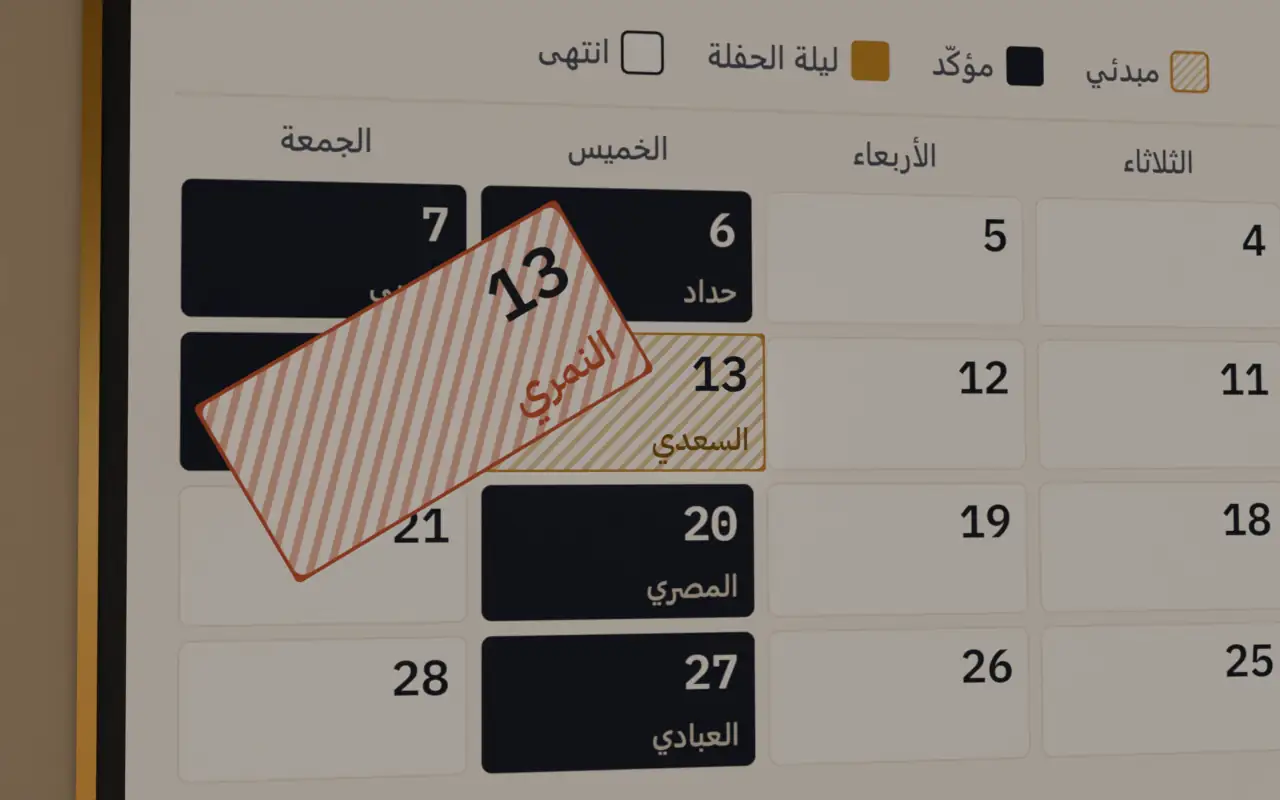 مبدئي
مؤكّد
ليلة الحفلة
انتهى
الثلاثاء
الأربعاء
الخميس
الجمعة
4
5
6
حداد
7
11
12
13
السعدي
13
النمري
18
19
20
المصري
21
25
26
27
العبادي
28